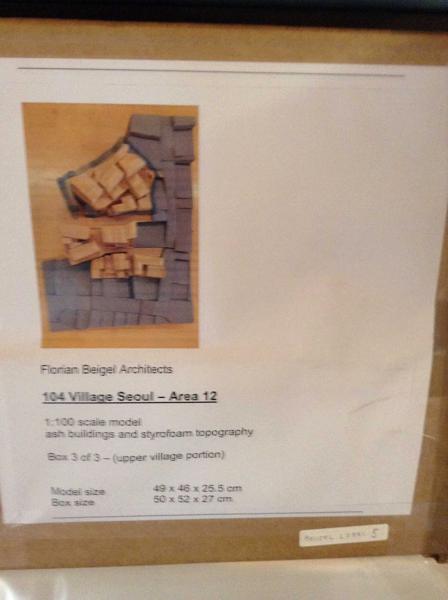 Florian Beigel Architects
104 Village Seoul – Area 12
1:100 scale model
ash buildings and styrofoam topography
Box 3 of 3 – (upper village portion)
Model size 49 x 46 x 25.5 cm
Box size 50 x 52 x 27 cm
5